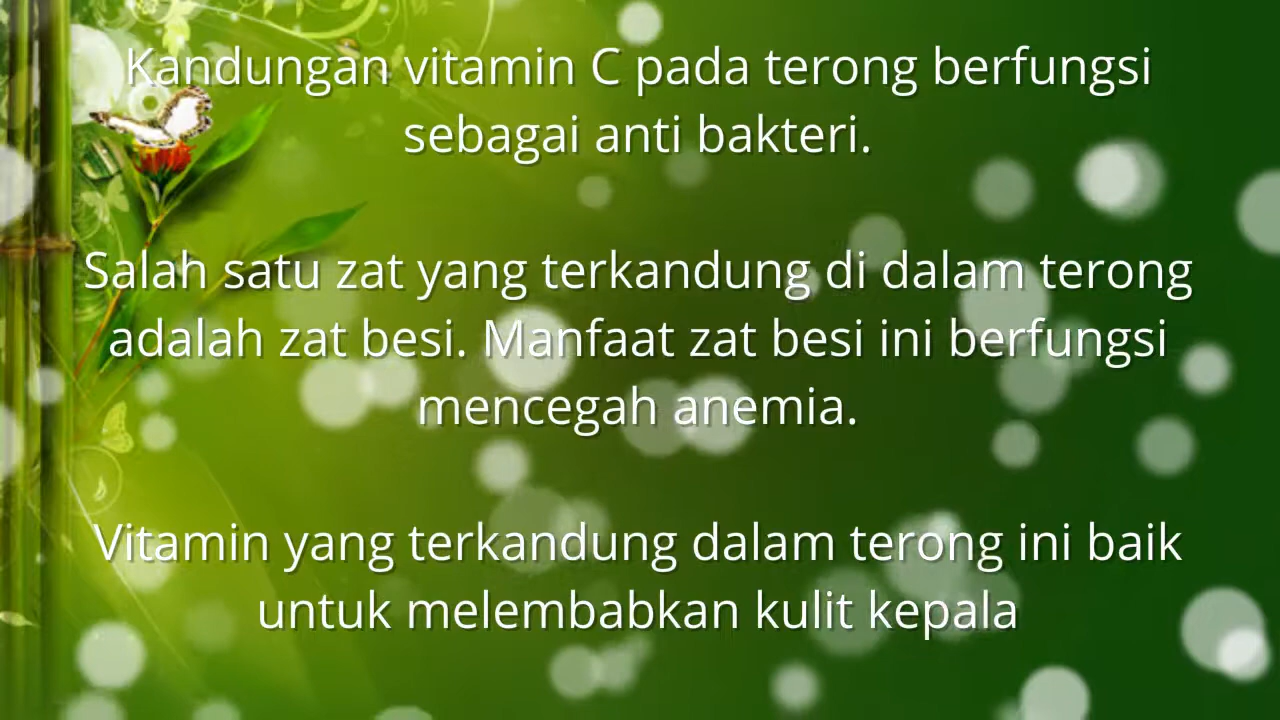 Kandungan vitamin C pada terong berfungsi
sebagai anti bakteri.
Salah satu zat yang terkandung di dalam terong
adalah zat besi. Manfaat zat besi ini berfungsi
mencegah anemia.
Vitamin yang terkandung dalam terong ini baik
untuk melembabkan kulit kepala